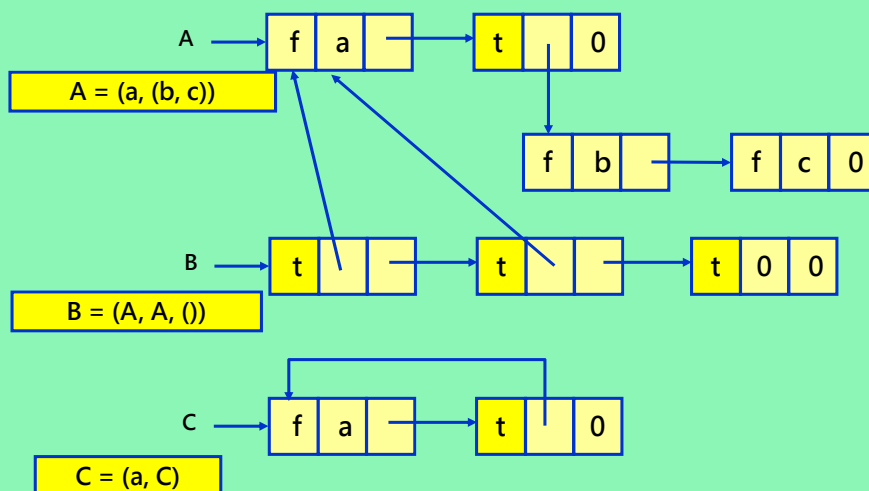 A f a t 0
A = (a, (b, c))
f b f c 0
B t t t 0 0
B = (A, A, ())
C f a t 0
C = (a, C)